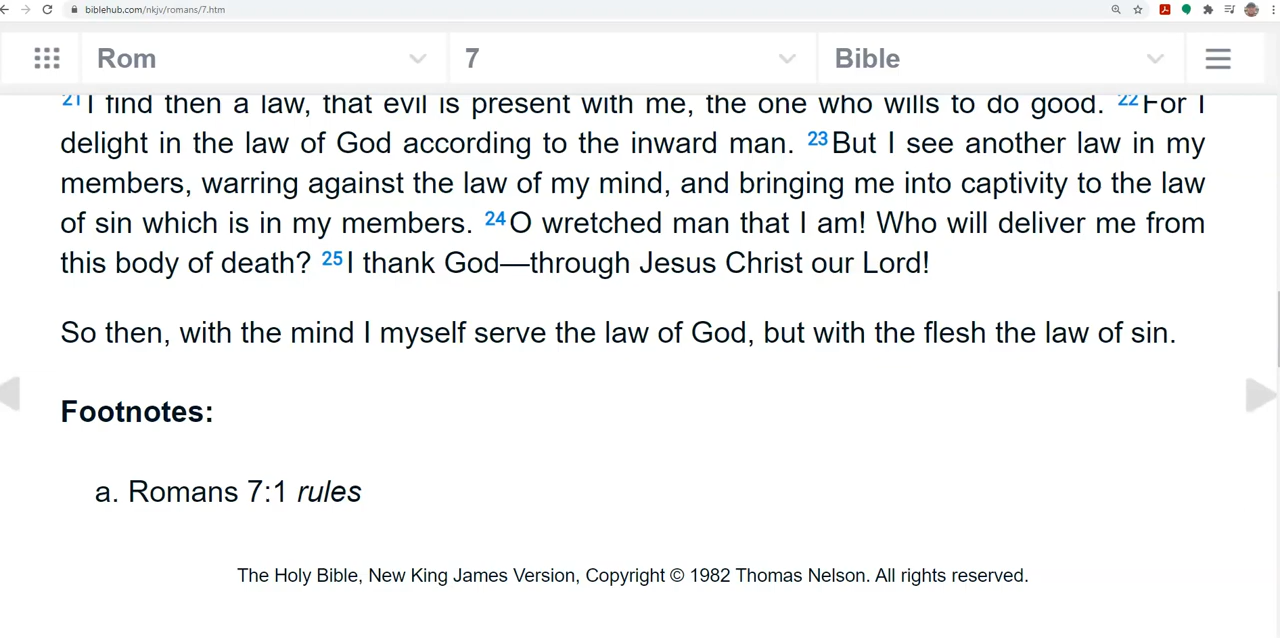 biblehub.com/nkjv/romans/7.htm
Rom 7 Bible
21 I find then a law, that evil is present with me, the one who wills to do good. 22 For I
delight in the law of God according to the inward man. 23 But I see another law in my
members, warring against the law of my mind, and bringing me into captivity to the law
of sin which is in my members. 24 O wretched man that I am! Who will deliver me from
this body of death? 25 I thank God—through Jesus Christ our Lord!
So then, with the mind I myself serve the law of God, but with the flesh the law of sin.
Footnotes:
a. Romans 7:1 rules
The Holy Bible, New King James Version, Copyright © 1982 Thomas Nelson. All rights reserved.